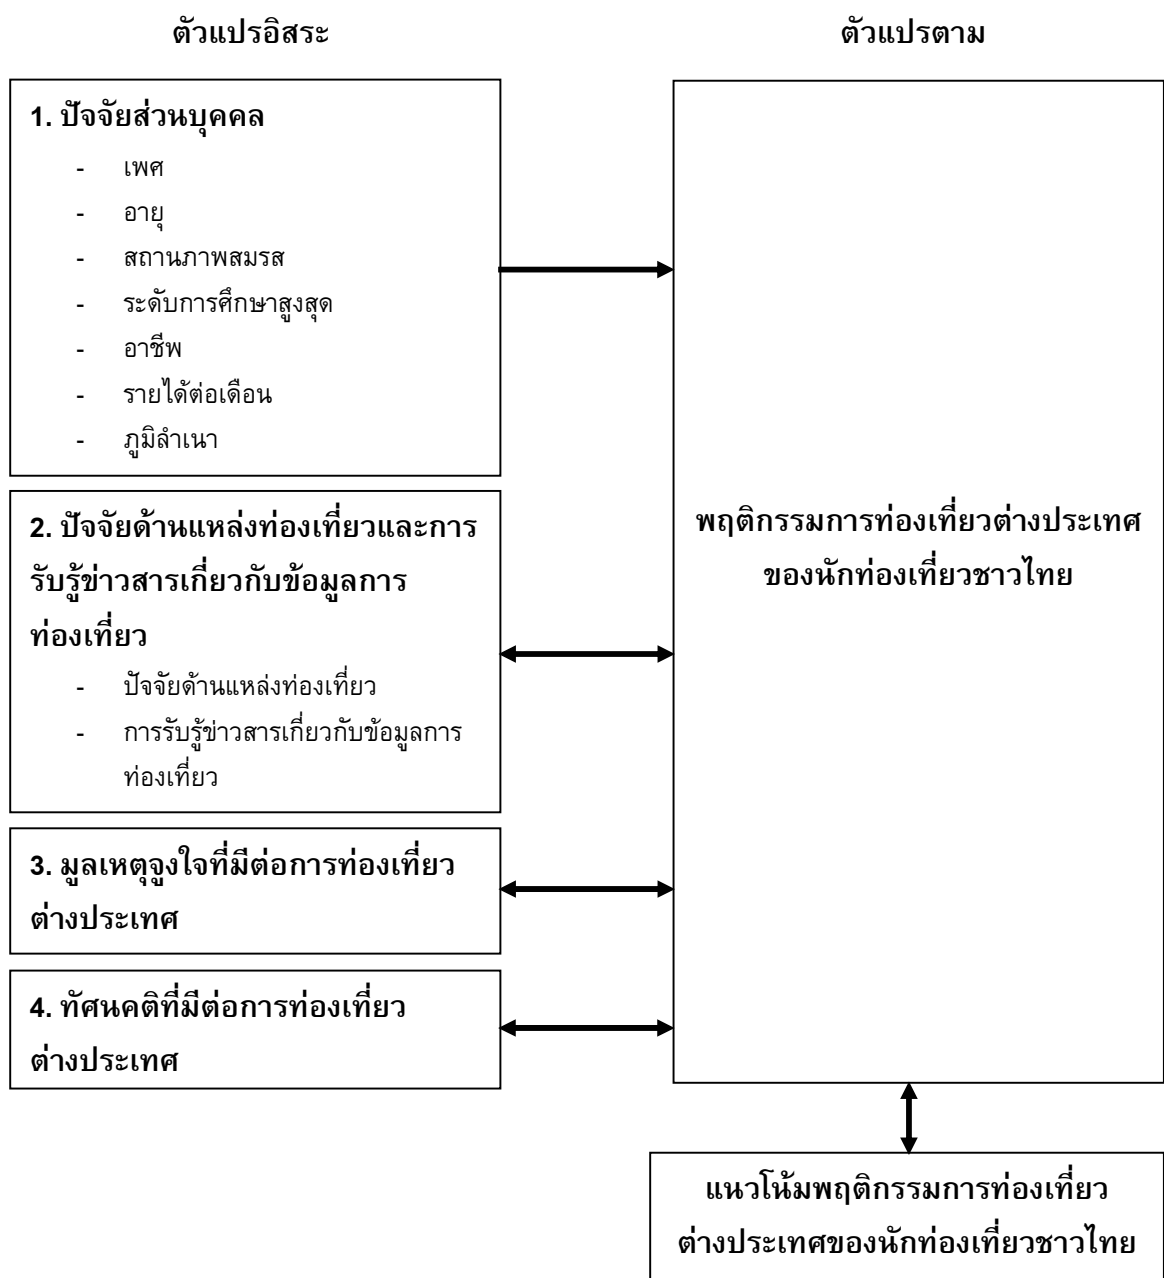 ตัวแปรอิสระ
ตัวแปรตาม
1. ปัจจัยส่วนบุคคล
- เพศ
- อายุ
- สถานภาพสมรส
- ระดับการศึกษาสูงสุด
- อาชีพ
- รายได้ต่อเดือน
- ภูมิลำเนา
2. ปัจจัยด้านแหล่งท่องเที่ยวและการ
รับรู้ข่าวสารเกี่ยวกับข้อมูลการ
ท่องเที่ยว
- ปัจจัยด้านแหล่งท่องเที่ยว
- การรับรู้ข่าวสารเกี่ยวกับข้อมูลการ
ท่องเที่ยว
3. มูลเหตุจูงใจที่มีต่อการท่องเที่ยว
ต่างประเทศ
4. ทัศนคติที่มีต่อการท่องเที่ยว
ต่างประเทศ
พฤติกรรมการท่องเที่ยวต่างประเทศ
ของนักท่องเที่ยวชาวไทย
แนวโน้มพฤติกรรมการท่องเที่ยว
ต่างประเทศของนักท่องเที่ยวชาวไทย